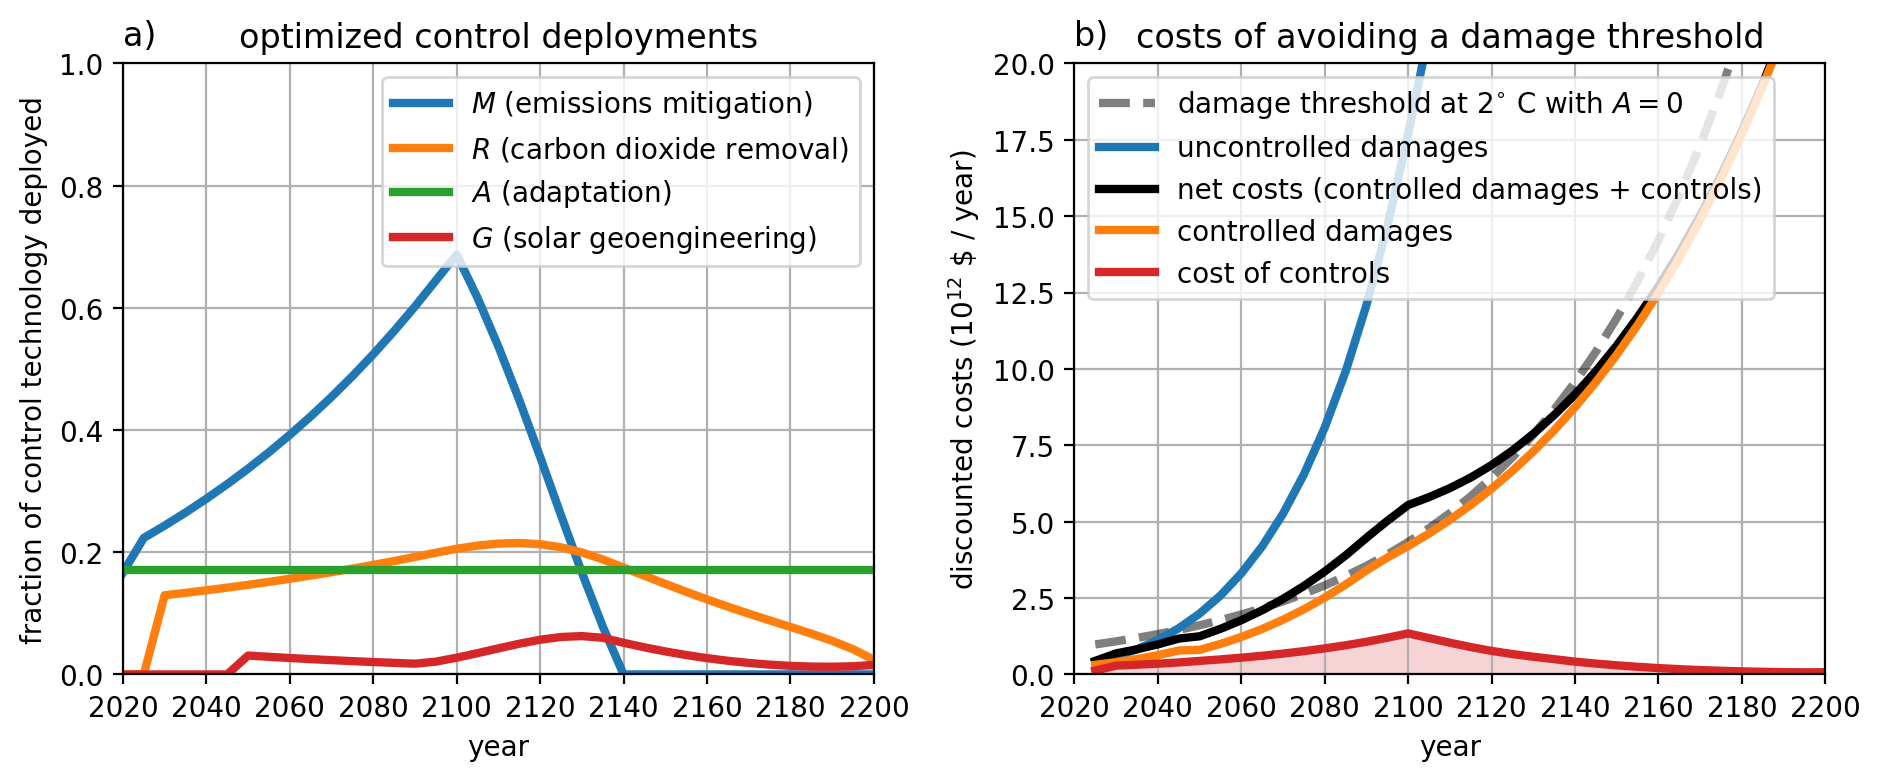 a)
optimized control deployments
fraction of control technology deployed
1.0
0.8
0.6
0.4
0.2
0.0
M (emissions mitigation)
R (carbon dioxide removal)
A (adaptation)
G (solar geoengineering)
2020 2040 2060 2080 2100 2120 2140 2160 2180 2200
year
b)
costs of avoiding a damage threshold
discounted costs (10¹² $ / year)
20.0
17.5
15.0
12.5
10.0
7.5
5.0
2.5
0.0
damage threshold at 2° C with A = 0
uncontrolled damages
net costs (controlled damages + controls)
controlled damages
cost of controls
2020 2040 2060 2080 2100 2120 2140 2160 2180 2200
year